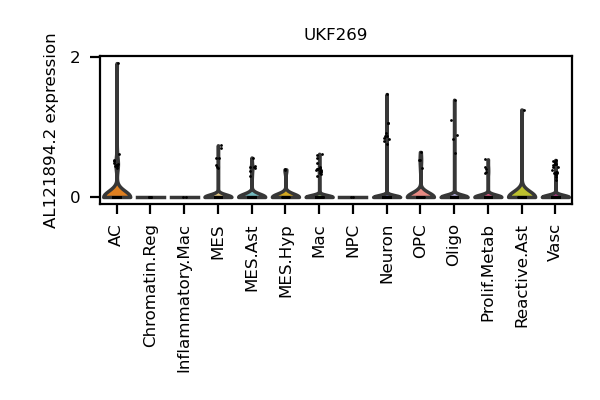 UKF269
AL121894.2 expression
2
0
AC
Chromatin.Reg
Inflammatory.Mac
MES
MES.Ast
MES.Hyp
Mac
NPC
Neuron
OPC
Oligo
Prolif.Metab
Reactive.Ast
Vasc